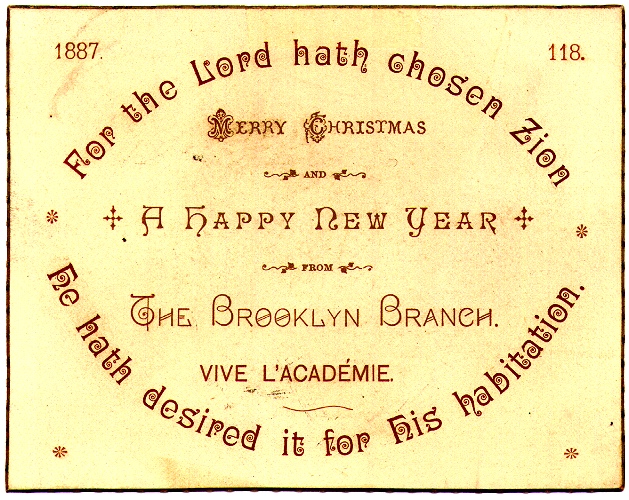 1887.
118.
For the Lord hath chosen Zion
MERRY CHRISTMAS
AND
A HAPPY NEW YEAR
FROM
THE BROOKLYN BRANCH.
VIVE L'ACADÉMIE.
He hath desired it for His habitation.